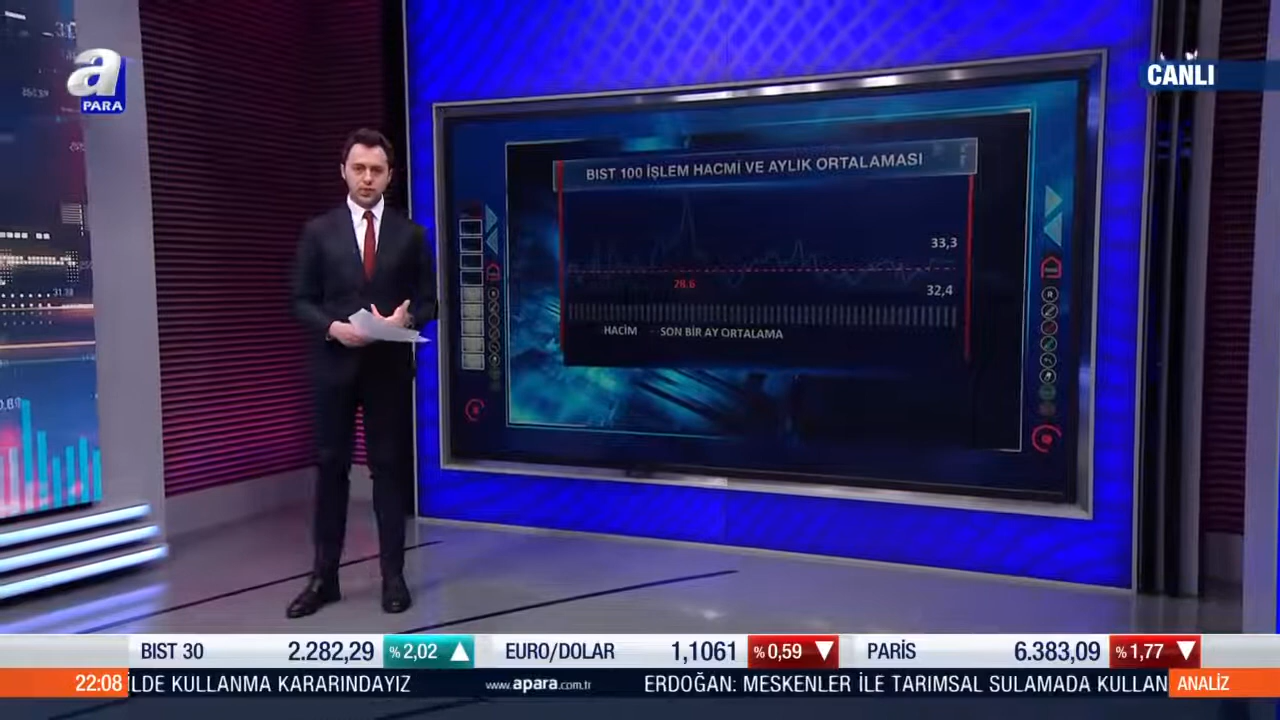 a
PARA
CANLI
BIST 100 İŞLEM HACMİ VE AYLIK ORTALAMASI
33,3
28.6
32,4
HACİM
SON BİR AY ORTALAMA
BIST 30 2.282,29 %2,02 EURO/DOLAR 1,1061 %0,59 PARİS 6.383,09 %1,77
22:08 İLDE KULLANMA KARARINDAYIZ www.apara.com.tr ERDOĞAN: MESKENLER İLE TARIMSAL SULAMADA KULLAN ANALİZ